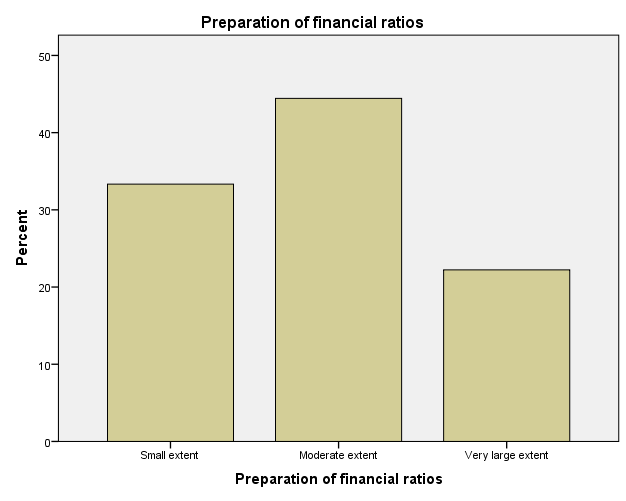 Preparation of financial ratios
50
40
30
20
10
0
Percent
Small extent
Moderate extent
Very large extent
Preparation of financial ratios